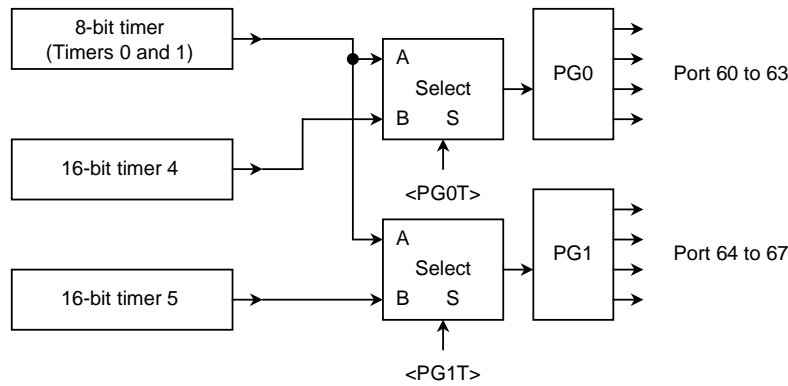 8-bit timer
(Timers 0 and 1)
A
Select
B S
PG0
Port 60 to 63
16-bit timer 4
<PG0T>
A
Select
B S
PG1
Port 64 to 67
16-bit timer 5
<PG1T>